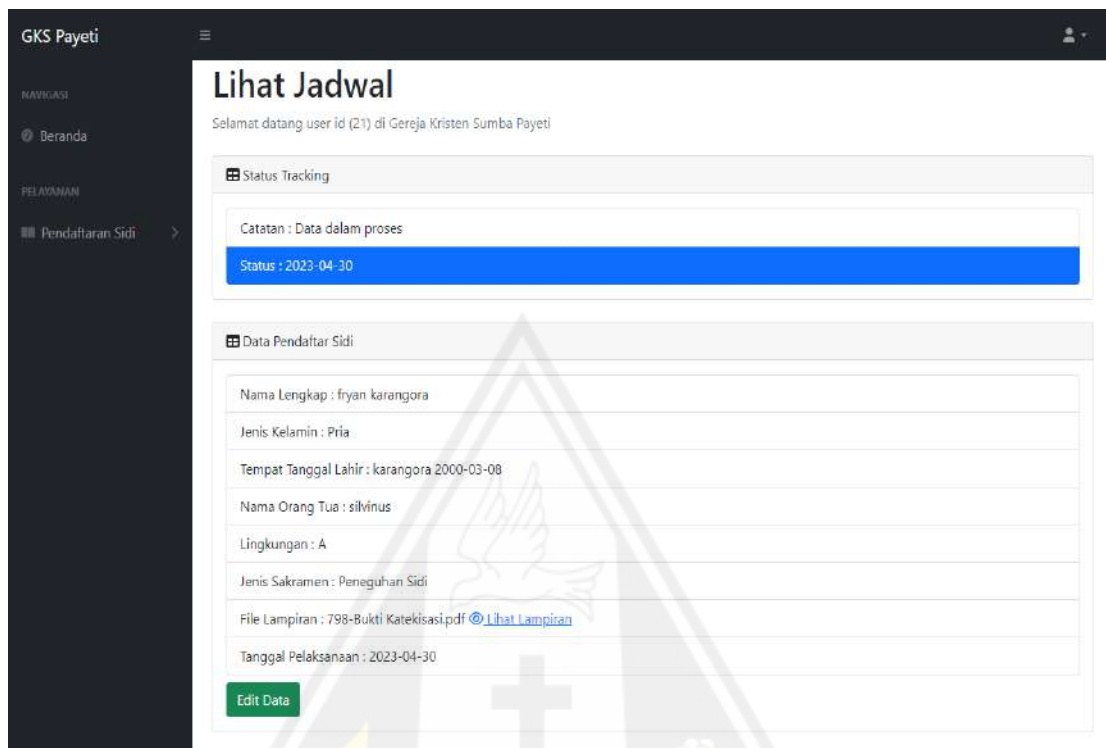 GKS Payeti
NAVIGASI
Beranda
PELAYANAN
Pendaftaran Sidi
Lihat Jadwal
Selamat datang user id (21) di Gereja Kristen Sumba Payeti
Status Tracking
Catatan : Data dalam proses
Status : 2023-04-30
Data Pendaftar Sidi
Nama Lengkap : fryan karangora
Jenis Kelamin : Pria
Tempat Tanggal Lahir : karangora 2000-03-08
Nama Orang Tua : silvinus
Lingkungan : A
Jenis Sakramen : Peneguhan Sidi
File Lampiran : 798-Bukti Katekisasi.pdf Lihat Lampiran
Tanggal Pelaksanaan : 2023-04-30
Edit Data